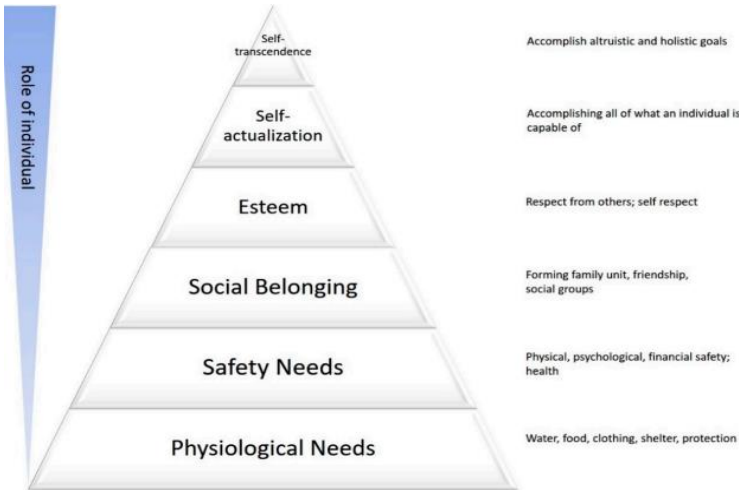 Role of individual
Self-
transcendence
Accomplish altruistic and holistic goals
Self-
actualization
Accomplishing all of what an individual is
capable of
Esteem
Respect from others; self respect
Social Belonging
Forming family unit, friendship,
social groups
Safety Needs
Physical, psychological, financial safety;
health
Physiological Needs
Water, food, clothing, shelter, protection